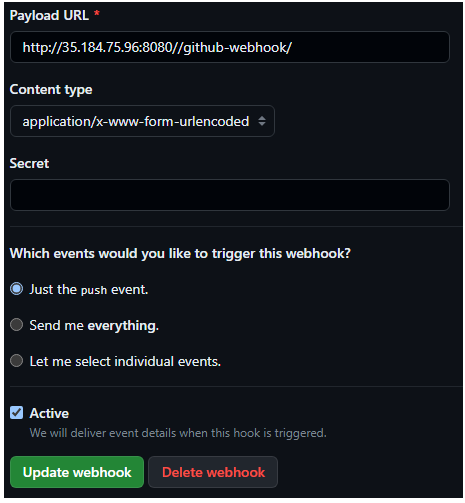 Payload URL *
http://35.184.75.96:8080//github-webhook/
Content type
application/x-www-form-urlencoded
Secret
Which events would you like to trigger this webhook?
Just the push event.
Send me everything.
Let me select individual events.
Active
We will deliver event details when this hook is triggered.
Update webhook Delete webhook